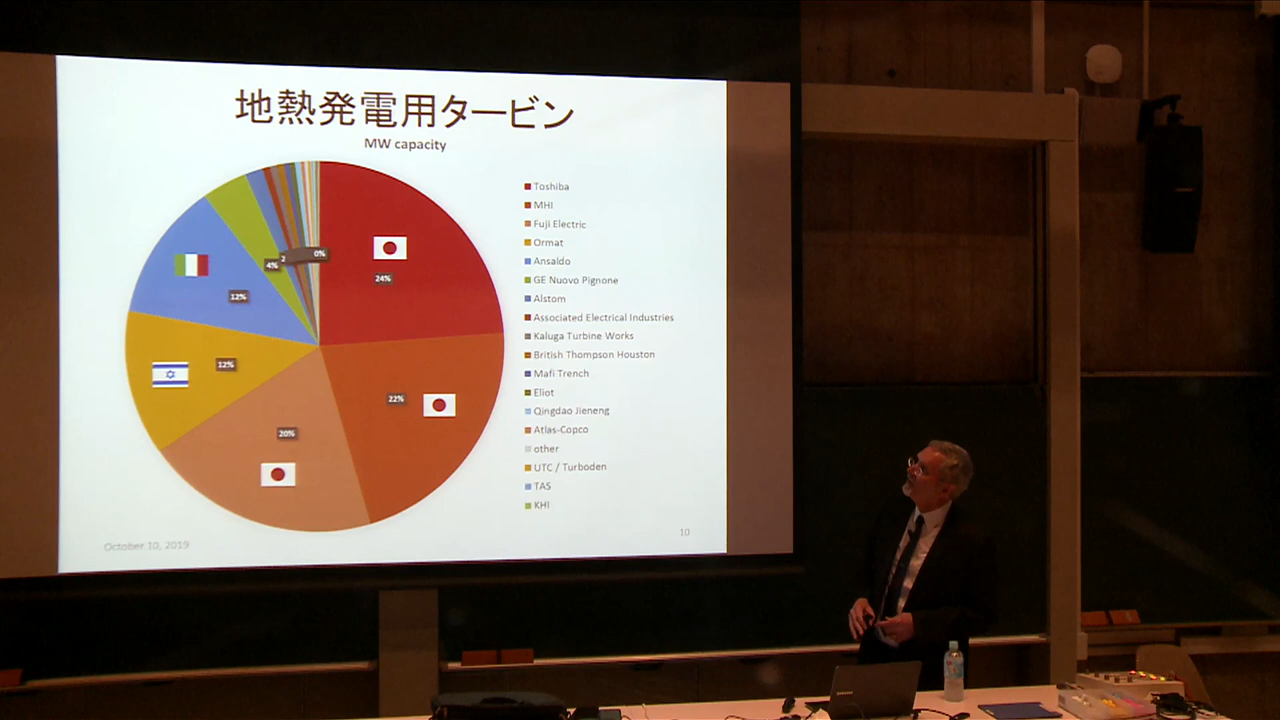 地熱発電用タービン
MW capacity
Toshiba
MHI
Fuji Electric
Ormat
Ansaldo
GE Nuovo Pignone
Alstom
Associated Electrical Industries
Kaluga Turbine Works
British Thompson Houston
Mafi Trench
Eliot
Qingdao Jieneng
Atlas-Copco
other
UTC / Turboden
TAS
KHI
24%
22%
20%
12%
12%
4%
2
0%
October 10, 2019
10